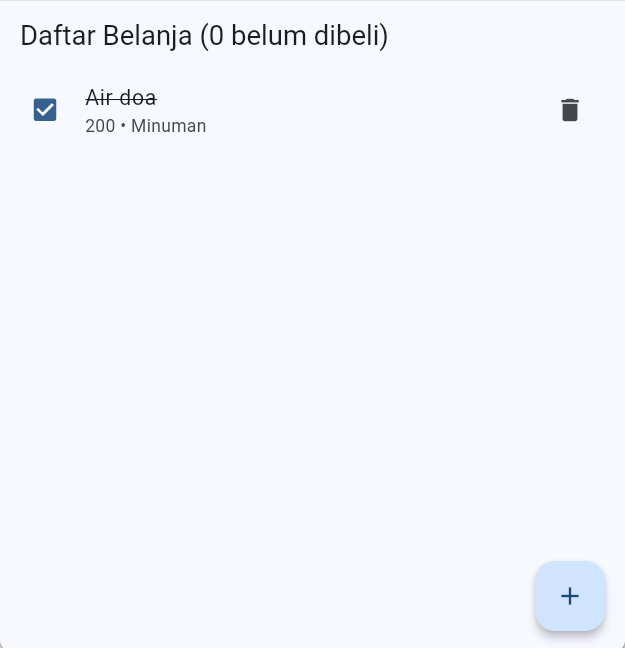 Daftar Belanja (0 belum dibeli)
Air doa
200 • Minuman